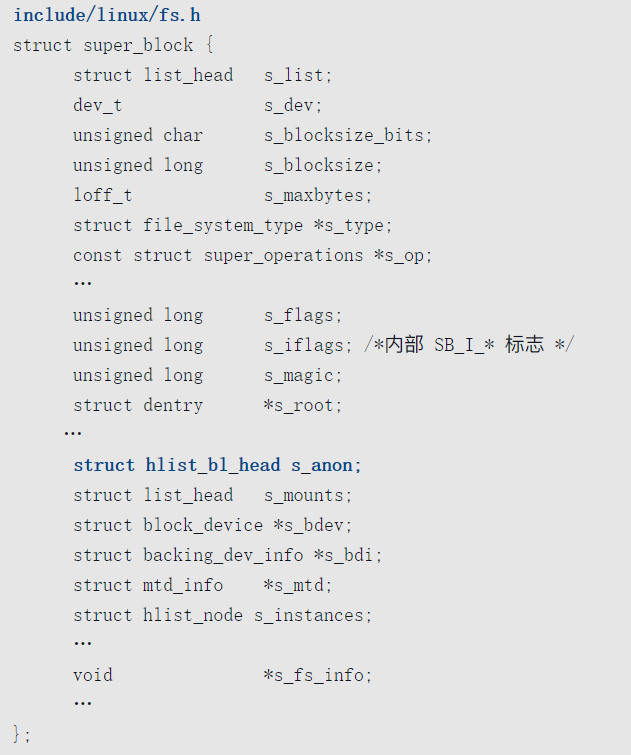 include/linux/fs.h
struct super_block {
struct list_head s_list;
dev_t s_dev;
unsigned char s_blocksize_bits;
unsigned long s_blocksize;
loff_t s_maxbytes;
struct file_system_type *s_type;
const struct super_operations *s_op;
…
unsigned long s_flags;
unsigned long s_iflags; /*内部 SB_I_* 标志 */
unsigned long s_magic;
struct dentry *s_root;
…
struct hlist_bl_head s_anon;
struct list_head s_mounts;
struct block_device *s_bdev;
struct backing_dev_info *s_bdi;
struct mtd_info *s_mtd;
struct hlist_node s_instances;
…
void *s_fs_info;
…
};